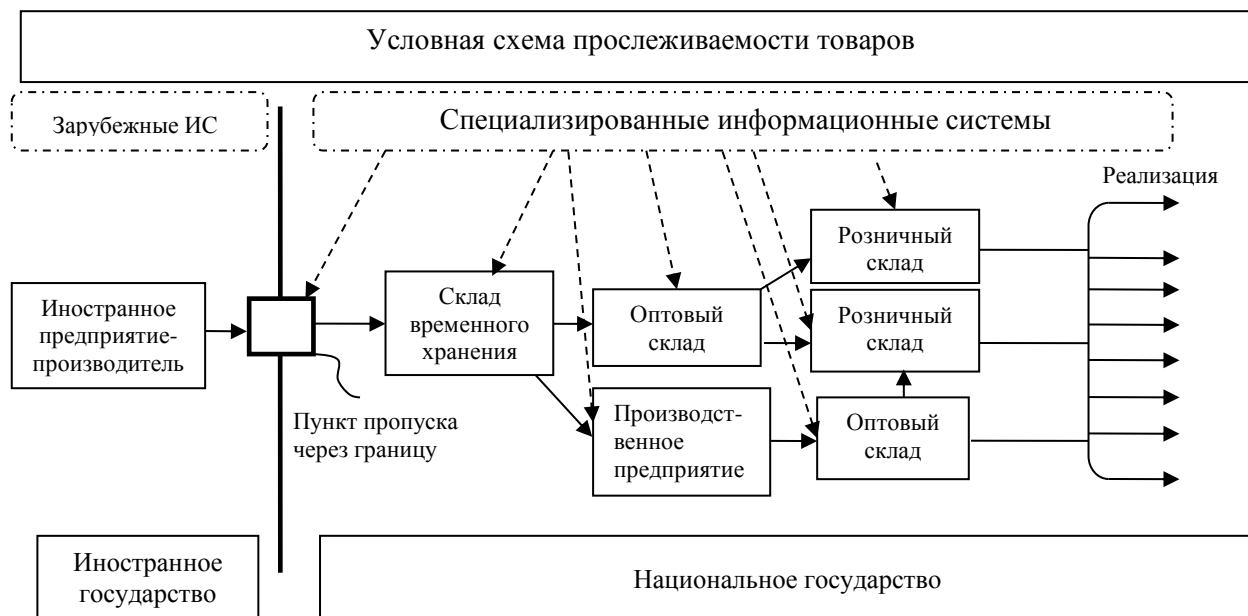 Условная схема прослеживаемости товаров
Зарубежные ИС
Специализированные информационные системы
Реализация
Розничный
склад
Иностранное
предприятие-
производитель
Склад
временного
хранения
Оптовый
склад
Розничный
склад
Пункт пропуска
через границу
Производст-
венное
предприятие
Оптовый
склад
Иностранное
государство
Национальное государство